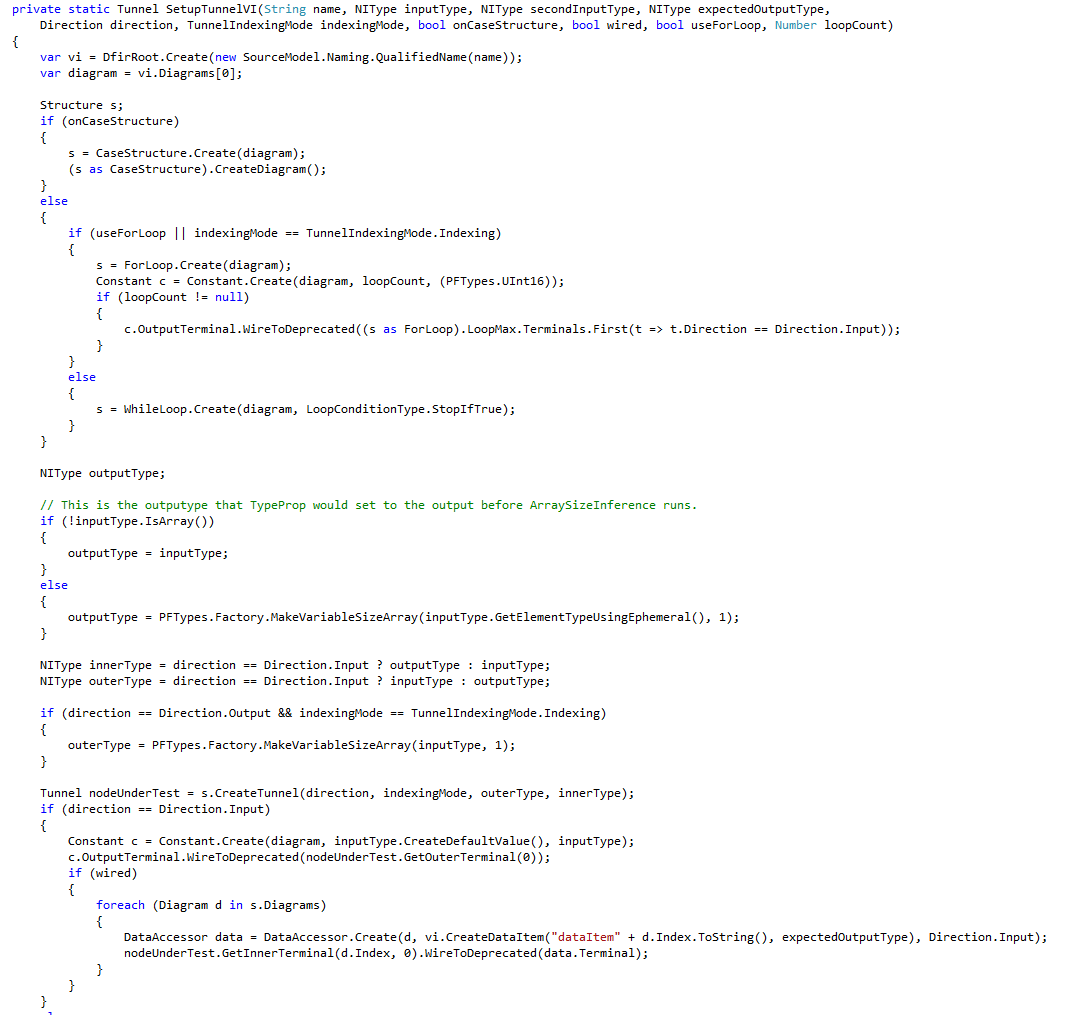 private static Tunnel SetupTunnelVI(String name, NIType inputType, NIType secondInputType, NIType expectedOutputType,
    Direction direction, TunnelIndexingMode indexingMode, bool onCaseStructure, bool wired, bool useForLoop, Number loopCount)
{
    var vi = DfirRoot.Create(new SourceModel.Naming.QualifiedName(name));
    var diagram = vi.Diagrams[0];

    Structure s;
    if (onCaseStructure)
    {
        s = CaseStructure.Create(diagram);
        (s as CaseStructure).CreateDiagram();
    }
    else
    {
        if (useForLoop || indexingMode == TunnelIndexingMode.Indexing)
        {
            s = ForLoop.Create(diagram);
            Constant c = Constant.Create(diagram, loopCount, (PFTypes.UInt16));
            if (loopCount != null)
            {
                c.OutputTerminal.WireToDeprecated((s as ForLoop).LoopMax.Terminals.First(t => t.Direction == Direction.Input));
            }
        }
        else
        {
            s = WhileLoop.Create(diagram, LoopConditionType.StopIfTrue);
        }
    }

    NIType outputType;

    // This is the outputype that TypeProp would set to the output before ArraySizeInference runs.
    if (!inputType.IsArray())
    {
        outputType = inputType;
    }
    else
    {
        outputType = PFTypes.Factory.MakeVariableSizeArray(inputType.GetElementTypeUsingEphemeral(), 1);
    }

    NIType innerType = direction == Direction.Input ? outputType : inputType;
    NIType outerType = direction == Direction.Input ? inputType : outputType;

    if (direction == Direction.Output && indexingMode == TunnelIndexingMode.Indexing)
    {
        outerType = PFTypes.Factory.MakeVariableSizeArray(inputType, 1);
    }

    Tunnel nodeUnderTest = s.CreateTunnel(direction, indexingMode, outerType, innerType);
    if (direction == Direction.Input)
    {
        Constant c = Constant.Create(diagram, inputType.CreateDefaultValue(), inputType);
        c.OutputTerminal.WireToDeprecated(nodeUnderTest.GetOuterTerminal(0));
        if (wired)
        {
            foreach (Diagram d in s.Diagrams)
            {
                DataAccessor data = DataAccessor.Create(d, vi.CreateDataItem("dataItem" + d.Index.ToString(), expectedOutputType), Direction.Input);
                nodeUnderTest.GetInnerTerminal(d.Index, 0).WireToDeprecated(data.Terminal);
            }
        }
    }